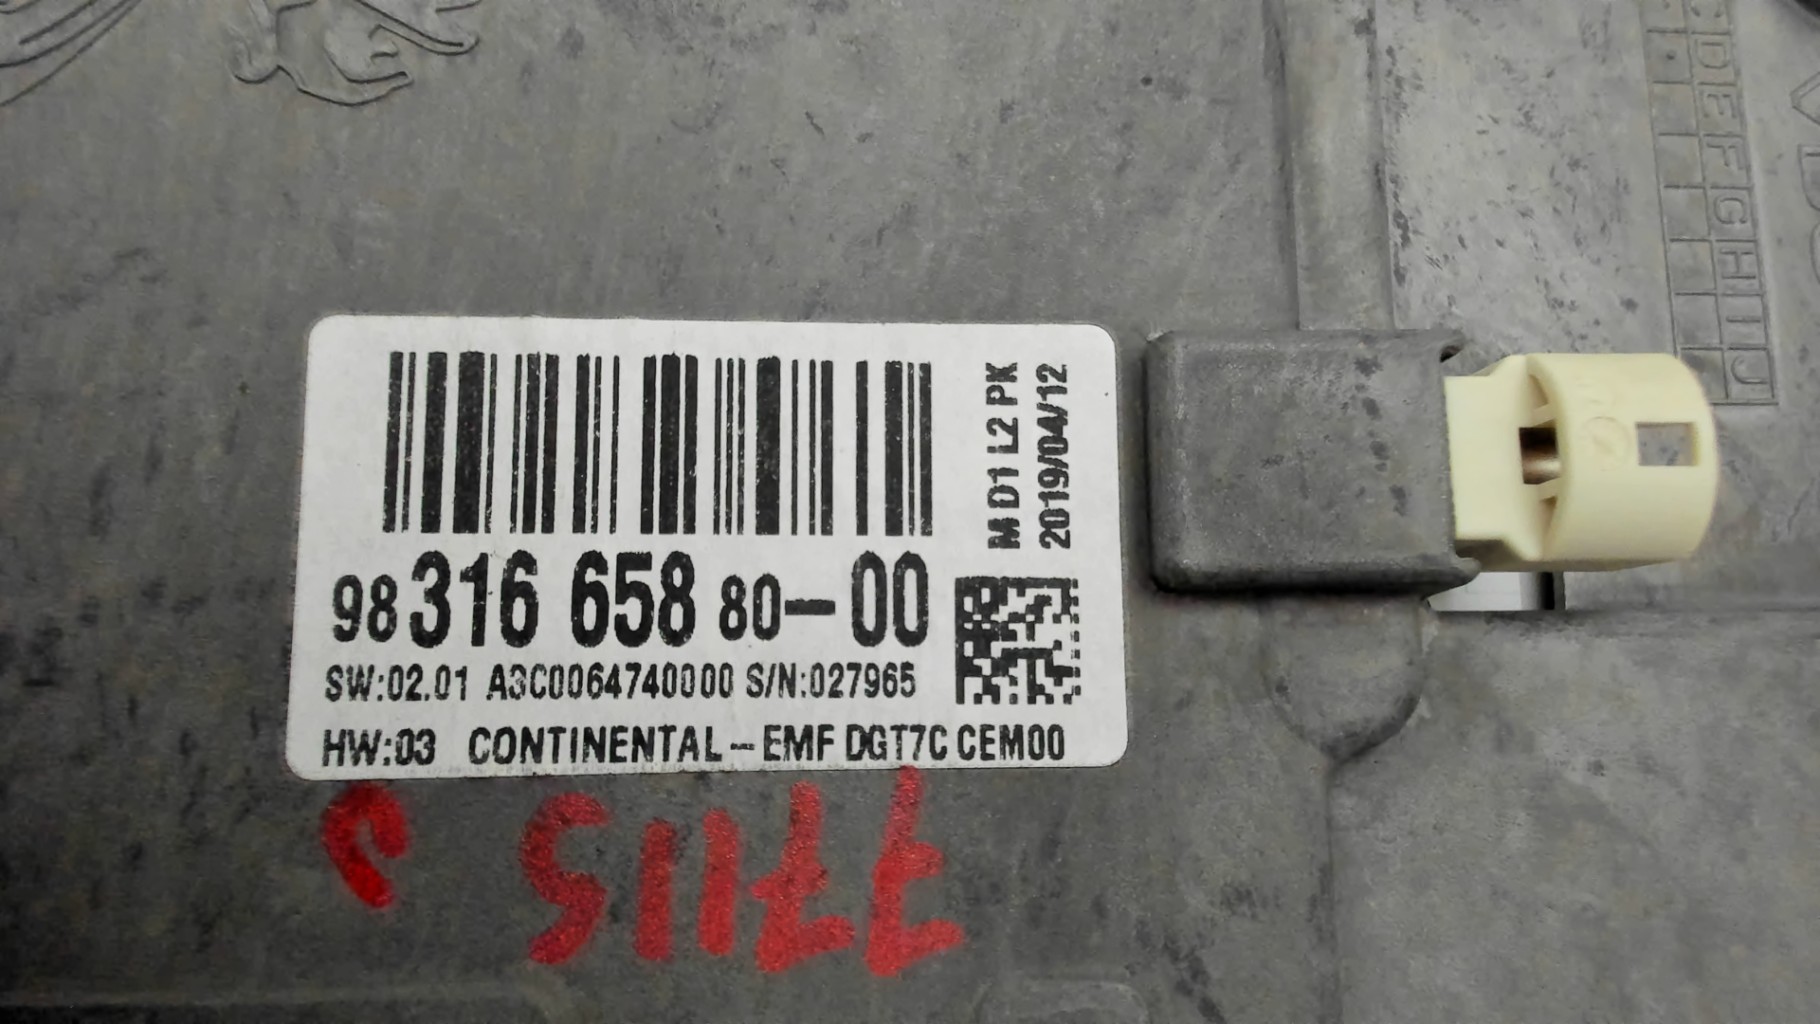 98 316 658 80-00
SW:02.01 A3C0064740000 S/N:027965
HW:03 CONTINENTAL-EMF DGT7C CEM00
M D1 L2 PK
2019/04/12
CDEFGHIJ